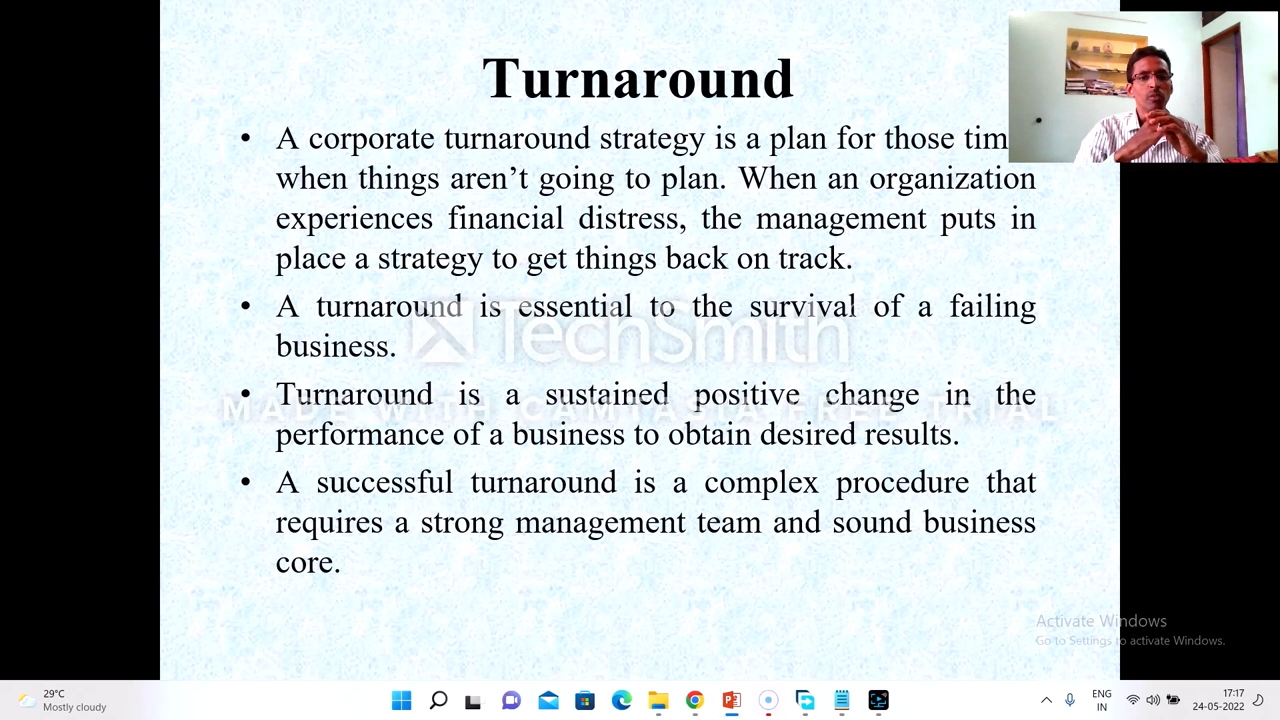 Turnaround
• A corporate turnaround strategy is a plan for those tim
when things aren’t going to plan. When an organization
experiences financial distress, the management puts in
place a strategy to get things back on track.
• A turnaround is essential to the survival of a failing
business.
• Turnaround is a sustained positive change in the
performance of a business to obtain desired results.
• A successful turnaround is a complex procedure that
requires a strong management team and sound business
core.
TechSmith
MADE WITH CAMTASIA FREE TRIAL
Activate Windows
Go to Settings to activate Windows.
29°C
Mostly cloudy
ENG
IN
17:17
24-05-2022